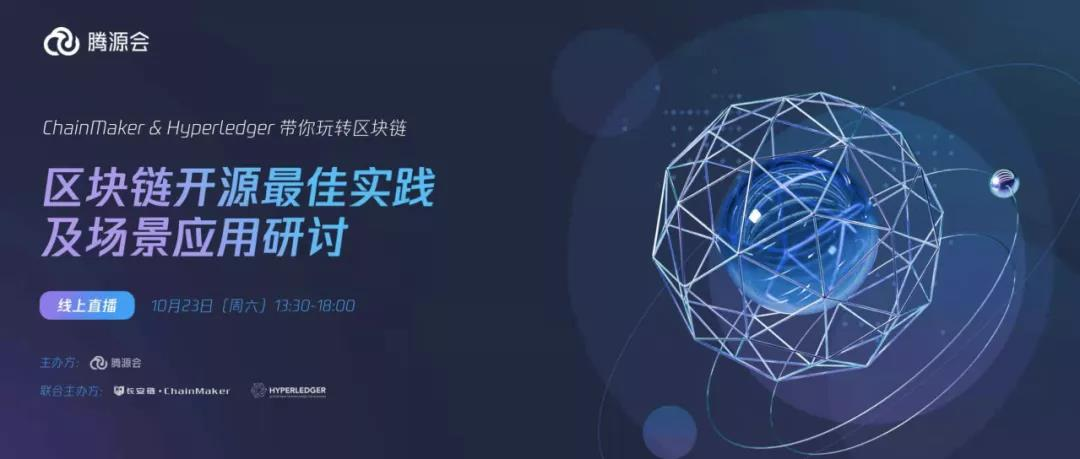 腾源会
ChainMaker & Hyperledger 带你玩转区块链
区块链开源最佳实践
及场景应用研讨
线上直播 10月23日（周六）13:30-18:00
主办方： 腾源会
联合主办方： 长安链·ChainMaker HYPERLEDGER